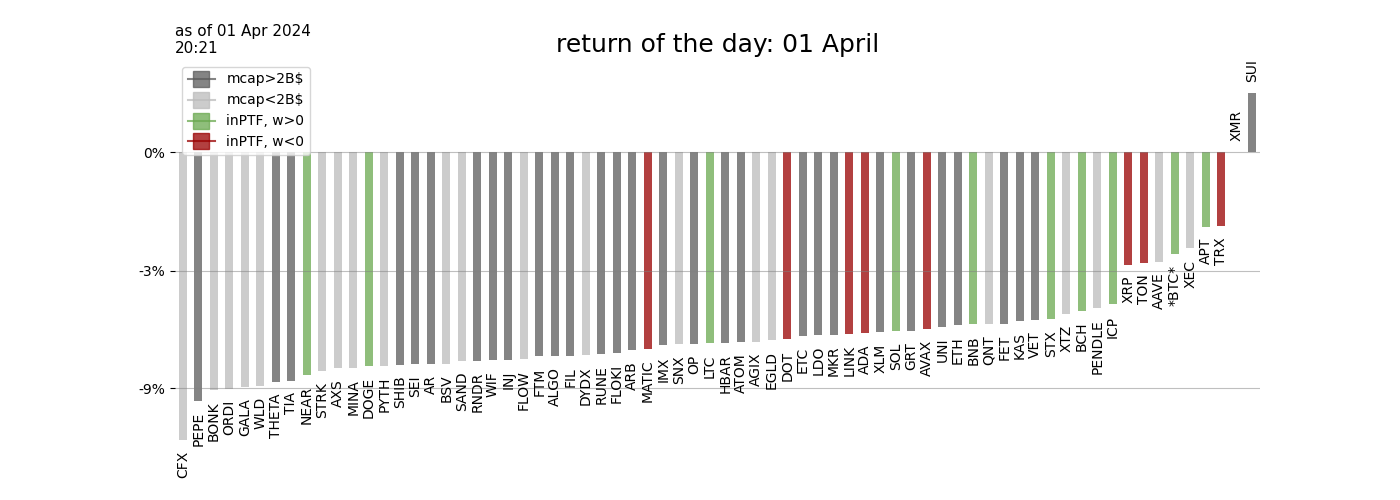 as of 01 Apr 2024
20:21
return of the day: 01 April
mcap>2B$
mcap<2B$
inPTF, w>0
inPTF, w<0
0%
-3%
-9%
CFX
PEPE
BONK
ORDI
GALA
WLD
THETA
TIA
NEAR
STRK
AXS
MINA
DOGE
PYTH
SHIB
SEI
AR
BSV
SAND
RNDR
WIF
INJ
FLOW
FTM
ALGO
FIL
DYDX
RUNE
FLOKI
ARB
MATIC
IMX
SNX
OP
LTC
HBAR
ATOM
AGIX
EGLD
DOT
ETC
LDO
MKR
LINK
ADA
XLM
SOL
GRT
AVAX
UNI
ETH
BNB
QNT
FET
KAS
VET
STX
XTZ
BCH
PENDLE
ICP
XRP
TON
AAVE
*BTC*
XEC
APT
TRX
XMR
SUI